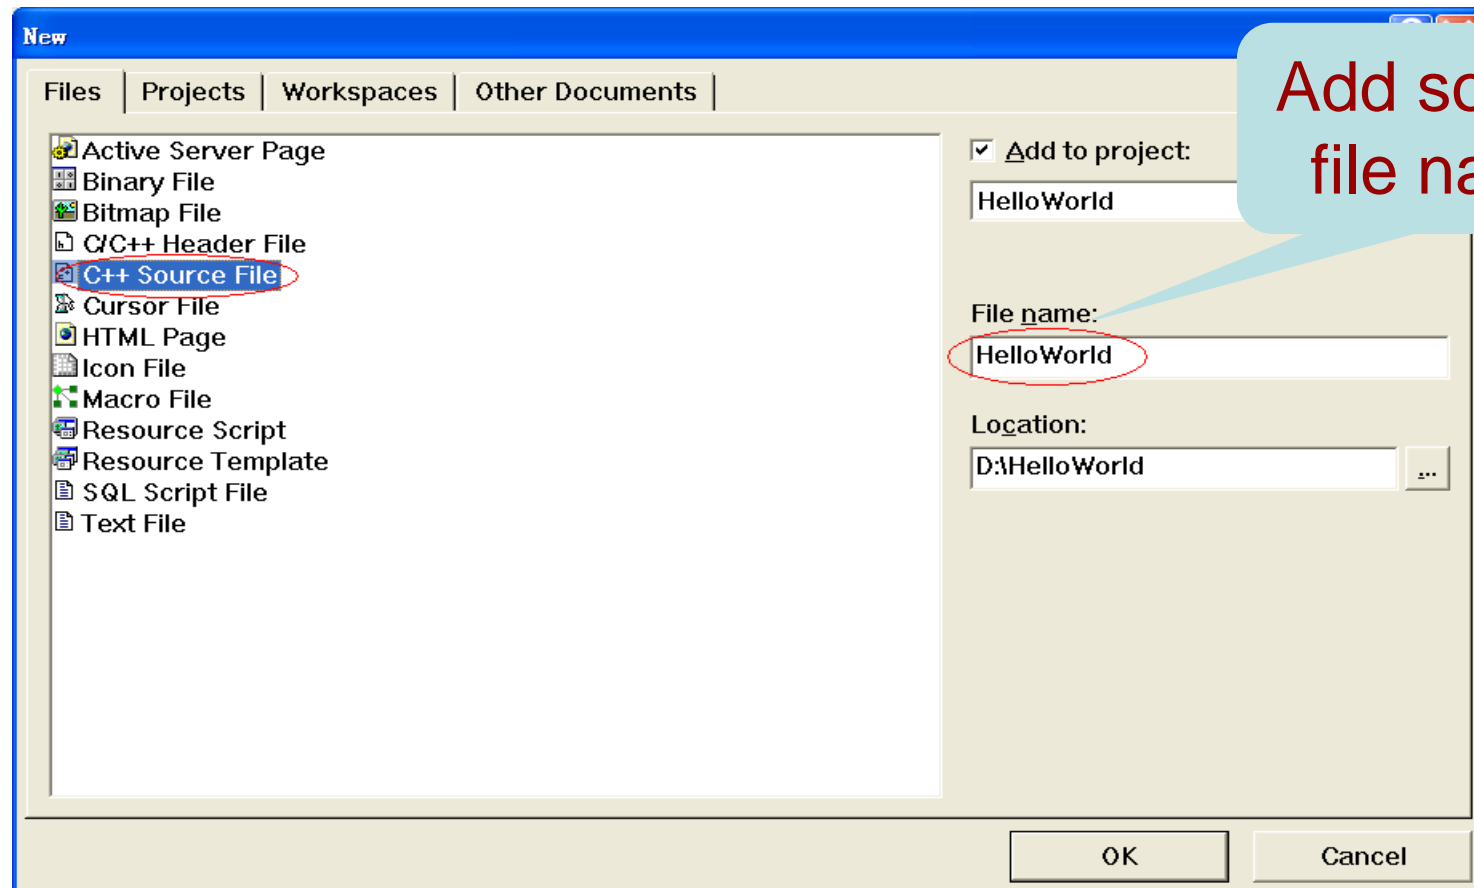 New
Files Projects Workspaces Other Documents
Active Server Page
Binary File
Bitmap File
C/C++ Header File
C++ Source File
Cursor File
HTML Page
Icon File
Macro File
Resource Script
Resource Template
SQL Script File
Text File
Add to project:
HelloWorld
File name:
HelloWorld
Location:
D:\HelloWorld
...
Add
file
OK Cancel